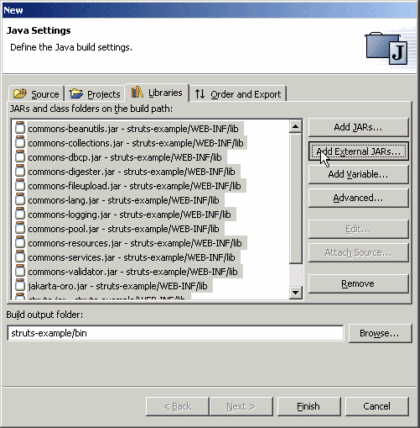 New
Java Settings
Define the Java build settings.
Source Projects Libraries Order and Export
JARs and class folders on the build path:
commons-beanutils.jar - struts-example/WEB-INF/lib
commons-collections.jar - struts-example/WEB-INF/lib
commons-dbcp.jar - struts-example/WEB-INF/lib
commons-digester.jar - struts-example/WEB-INF/lib
commons-fileupload.jar - struts-example/WEB-INF/lib
commons-lang.jar - struts-example/WEB-INF/lib
commons-logging.jar - struts-example/WEB-INF/lib
commons-pool.jar - struts-example/WEB-INF/lib
commons-resources.jar - struts-example/WEB-INF/lib
commons-services.jar - struts-example/WEB-INF/lib
commons-validator.jar - struts-example/WEB-INF/lib
jakarta-oro.jar - struts-example/WEB-INF/lib
struts.jar - struts-example/WEB-INF/lib
Add JARs...
Add External JARs...
Add Variable...
Advanced...
Edit...
Attach Source...
Remove
Build output folder:
struts-example/bin
Browse...
< Back Next > Finish Cancel